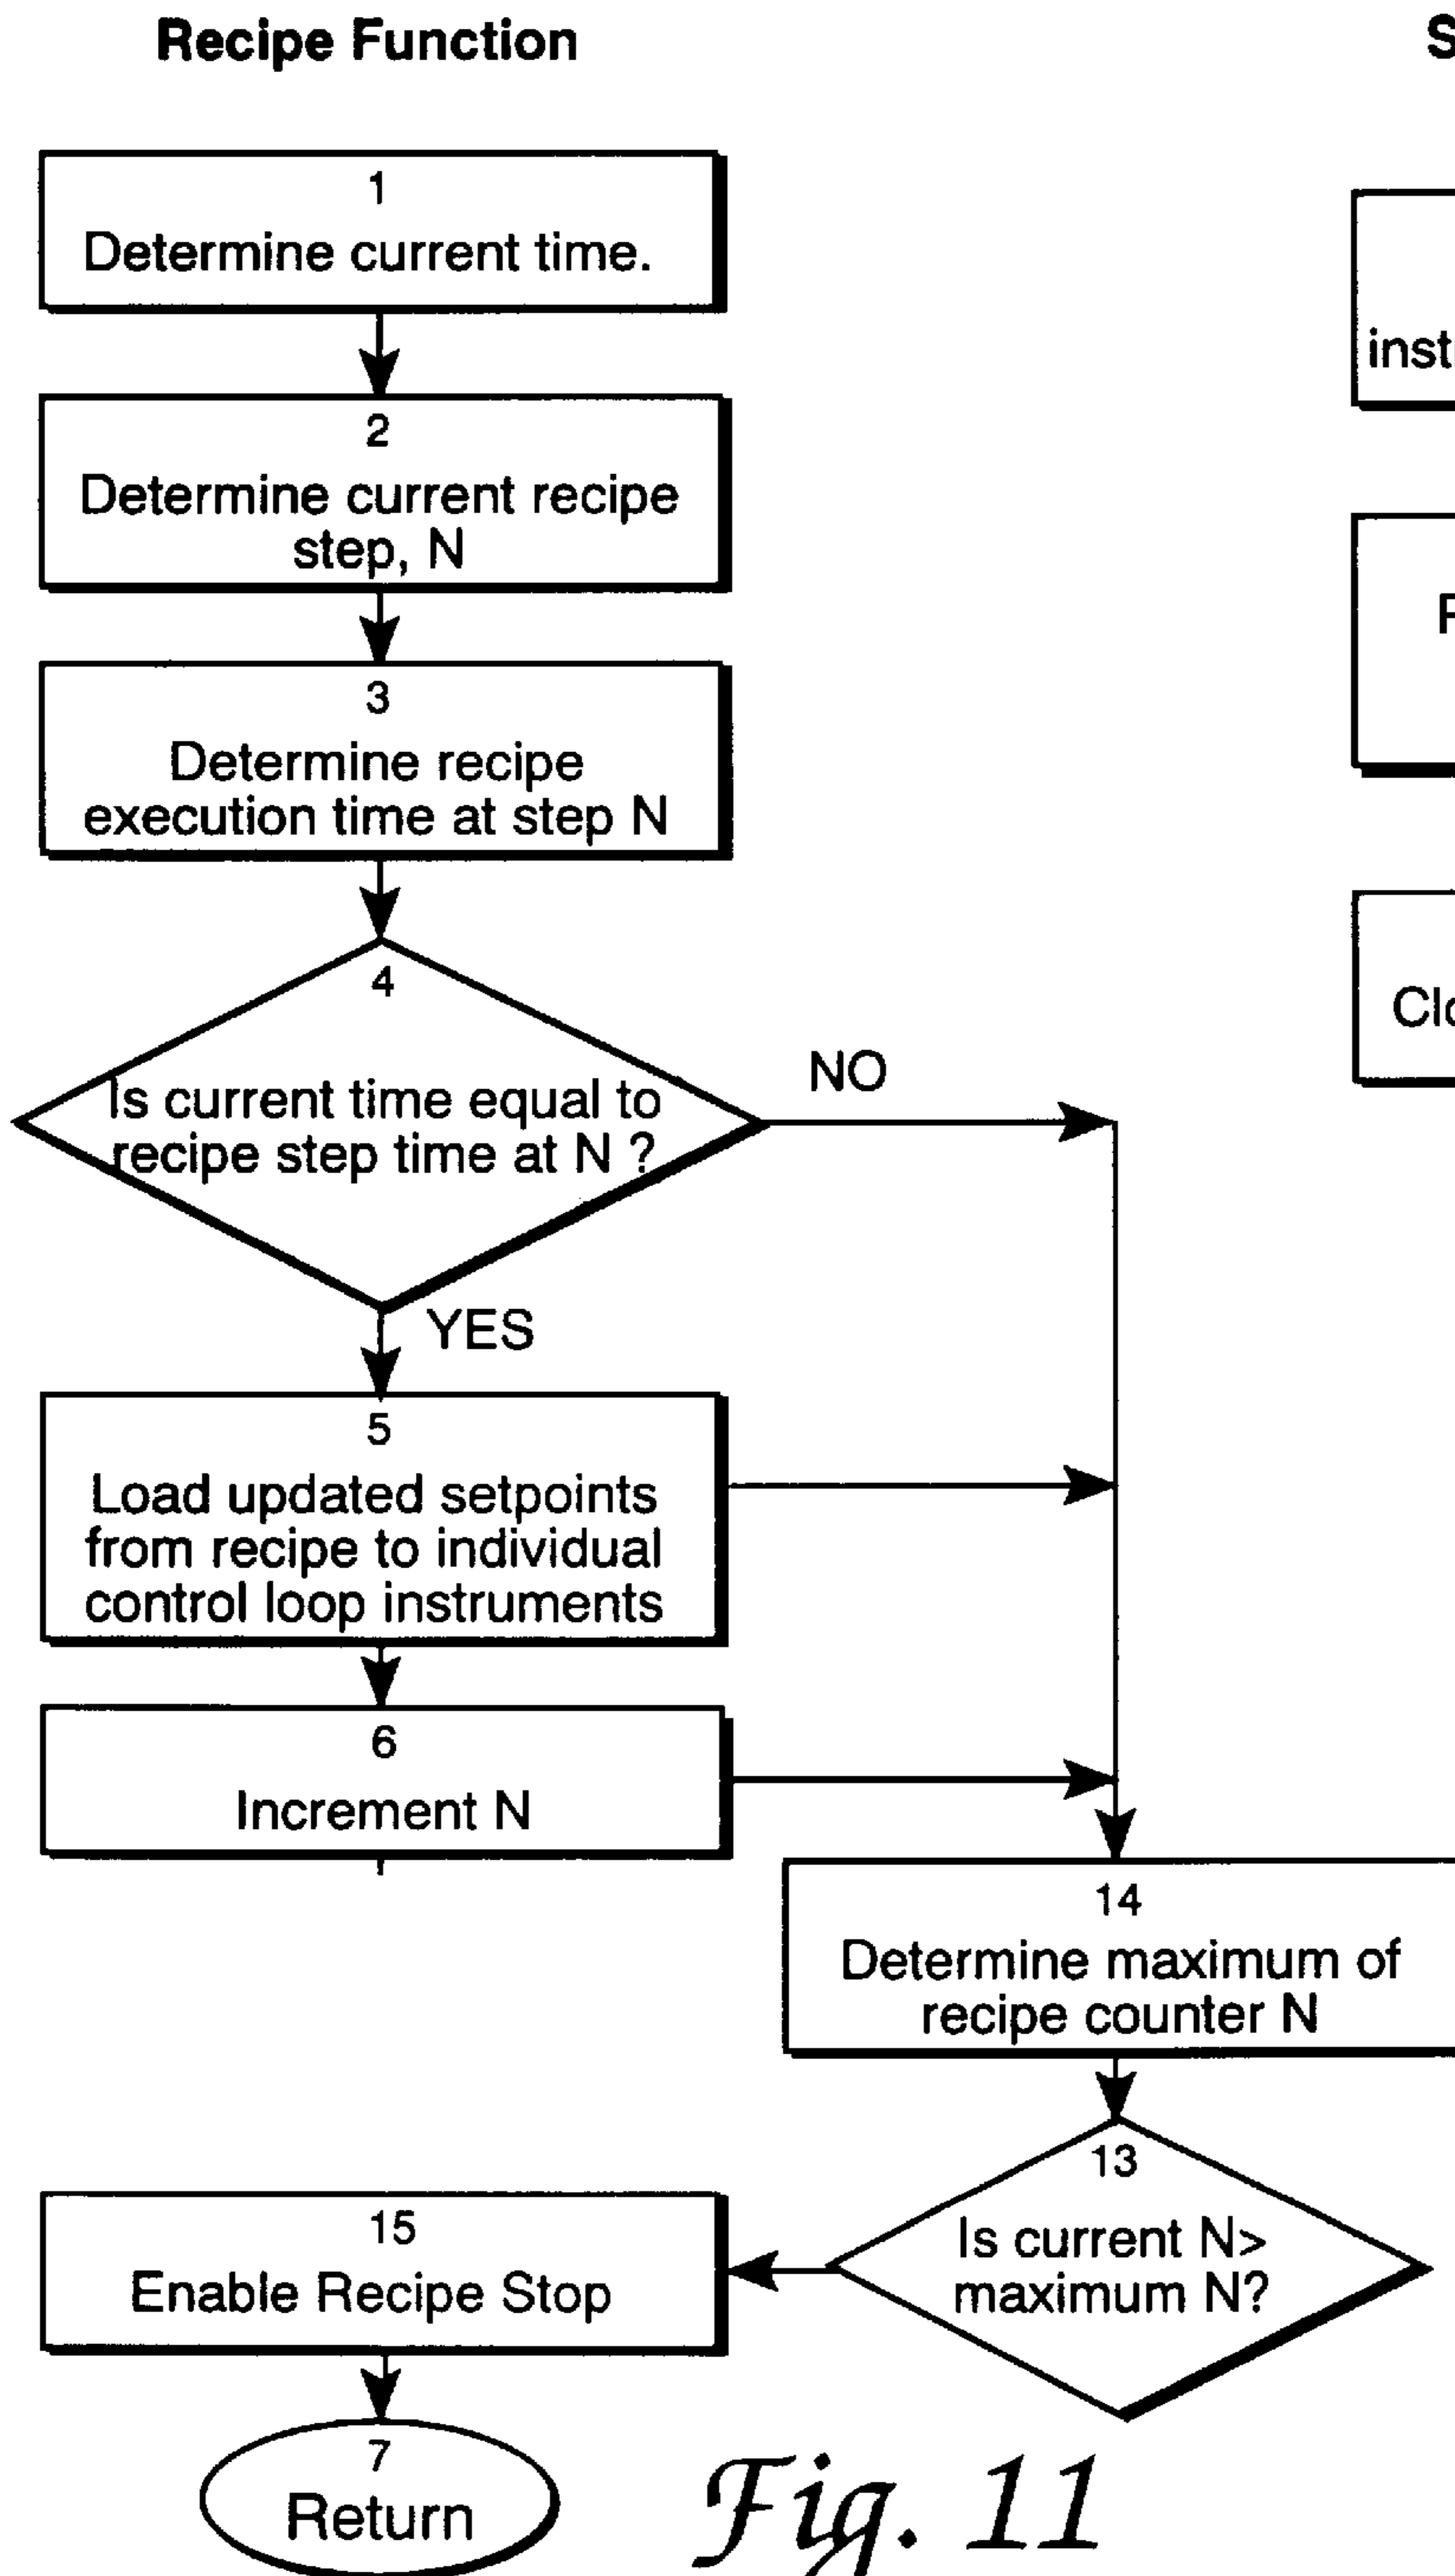 Recipe Function
1
Determine current time.
2
Determine current recipe
step, N
3
Determine recipe
execution time at step N
4
Is current time equal to
recipe step time at N ?
NO
YES
5
Load updated setpoints
from recipe to individual
control loop instruments
6
Increment N
14
Determine maximum of
recipe counter N
13
Is current N>
maximum N?
15
Enable Recipe Stop
7
Return
Fig. 11